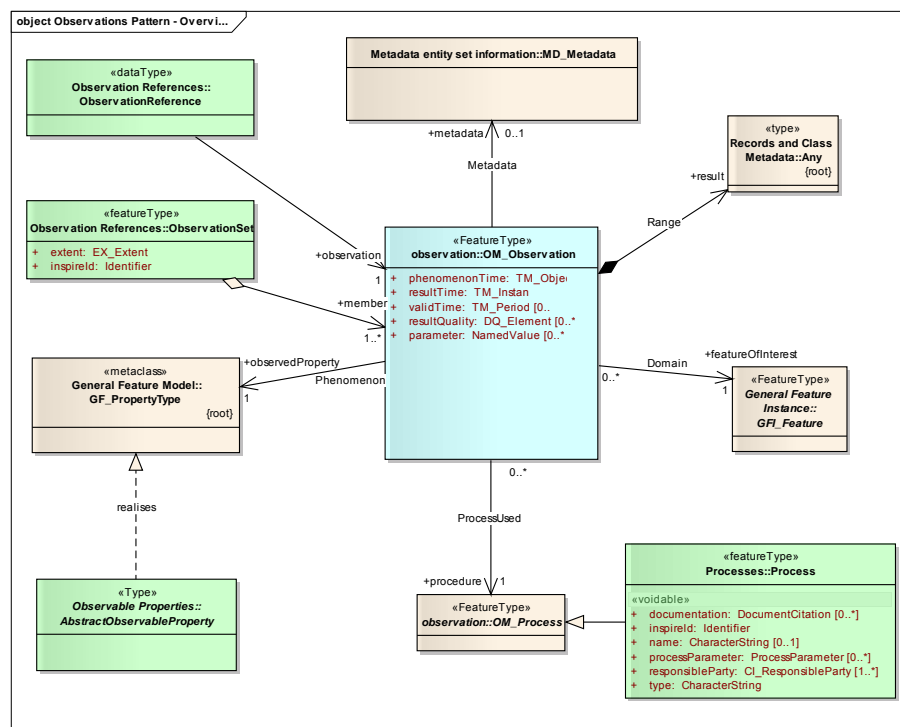 object Observations Pattern - Overvi...
Metadata entity set information::MD_Metadata
«dataType»
Observation References::
ObservationReference
+metadata
0..1
Metadata
«type»
Records and Class
Metadata::Any
{root}
+result
Range
«featureType»
Observation References::ObservationSet
+ extent: EX_Extent
+ inspireId: Identifier
+observation
1
+member
1..*
«FeatureType»
observation::OM_Observation
+ phenomenonTime: TM_Objec
+ resultTime: TM_Instan
+ validTime: TM_Period [0..
+ resultQuality: DQ_Element [0..*
+ parameter: NamedValue [0..*
+observedProperty
Phenomenon
1
«metaclass»
General Feature Model::
GF_PropertyType
{root}
Domain
0..*
+featureOfInterest
1
«FeatureType»
General Feature
Instance::
GFI_Feature
realises
0..*
ProcessUsed
+procedure
1
«Type»
Observable Properties::
AbstractObservableProperty
«FeatureType»
observation::OM_Process
«featureType»
Processes::Process
«voidable»
+ documentation: DocumentCitation [0..*]
+ inspireId: Identifier
+ name: CharacterString [0..1]
+ processParameter: ProcessParameter [0..*]
+ responsibleParty: CI_ResponsibleParty [1..*]
+ type: CharacterString